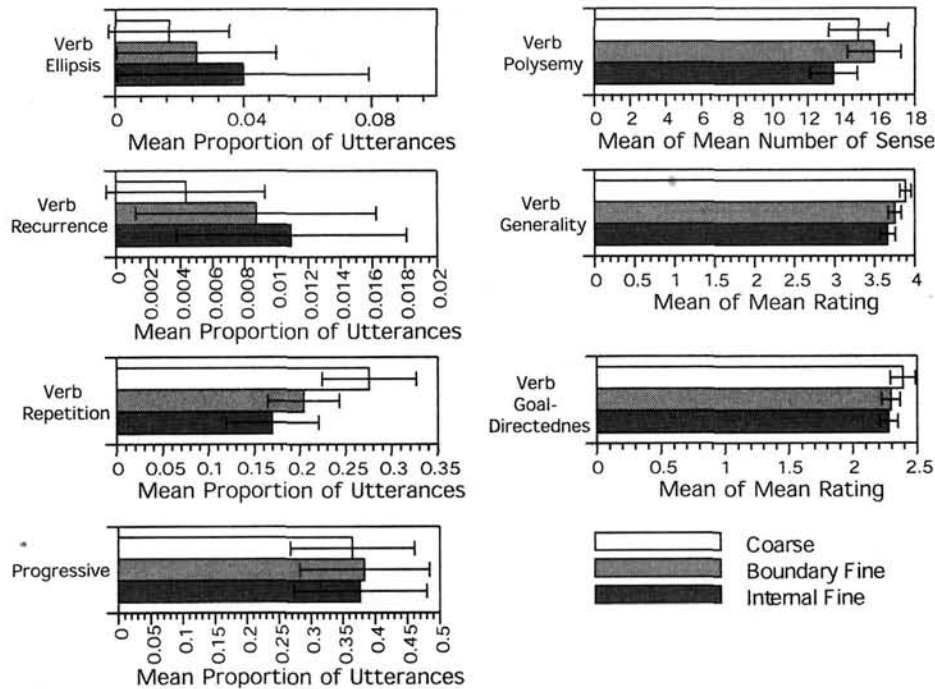 Verb
Ellipsis
0 0.04 0.08
Mean Proportion of Utterances
Verb
Recurrence
0 0.002 0.004 0.006 0.008 0.01 0.012 0.014 0.016 0.018 0.02
Mean Proportion of Utterances
Verb
Repetition
0 0.05 0.1 0.15 0.2 0.25 0.3 0.35
Mean Proportion of Utterances
Progressive
0 0.05 0.1 0.15 0.2 0.25 0.3 0.35 0.4 0.45 0.5
Mean Proportion of Utterances
Verb
Polysemy
0 2 4 6 8 10 12 14 16 18
Mean of Mean Number of Sense
Verb
Generality
0 0.5 1 1.5 2 2.5 3 3.5 4
Mean of Mean Rating
Verb
Goal-
Directednes
0 0.5 1 1.5 2 2.5
Mean of Mean Rating
Coarse
Boundary Fine
Internal Fine